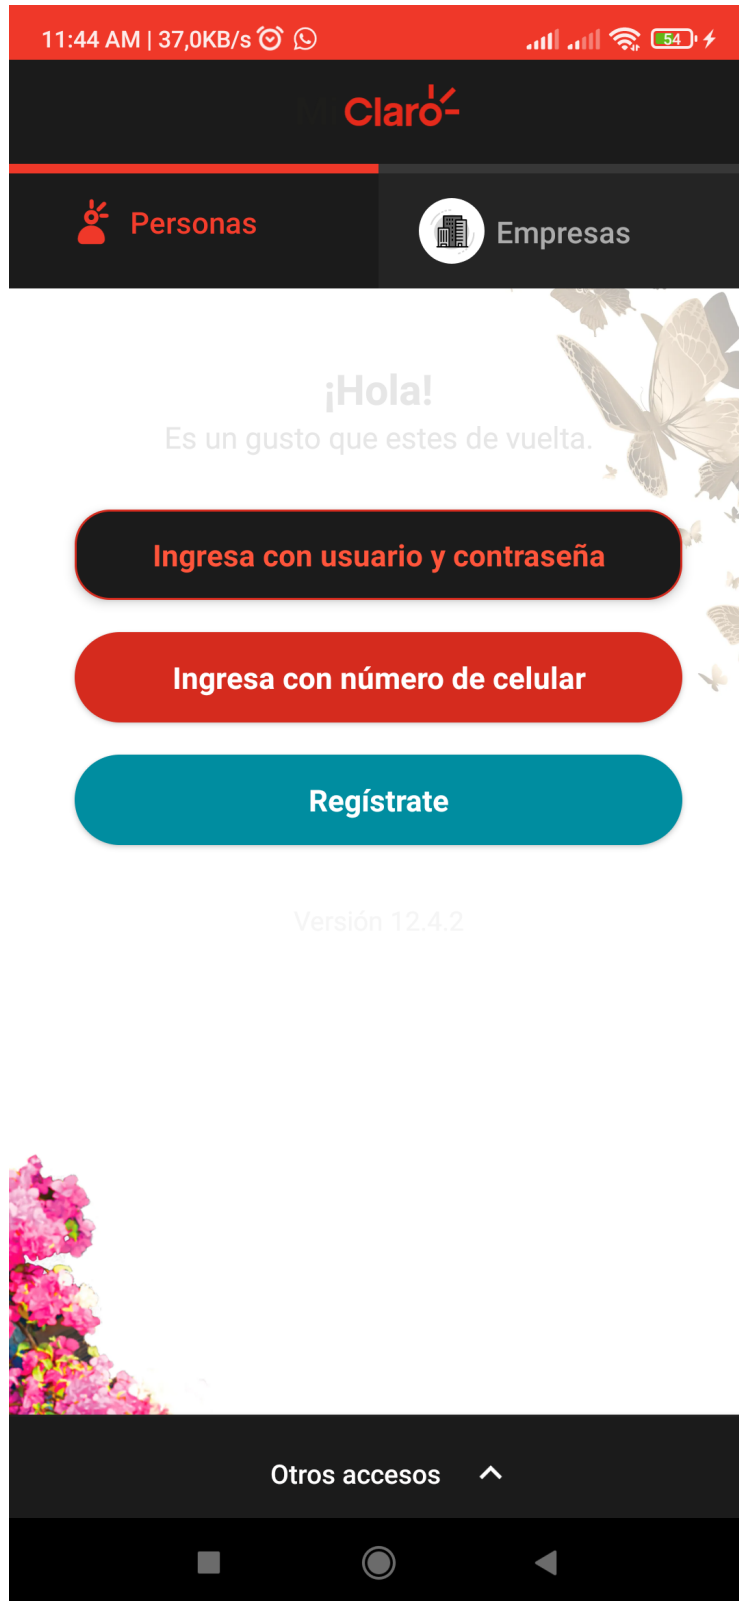 11:44 AM | 37,0KB/s
54
Mi Claro
Personas
Empresas
¡Hola!
Es un gusto que estes de vuelta.
Ingresa con usuario y contraseña
Ingresa con número de celular
Regístrate
Versión 12.4.2
Otros accesos